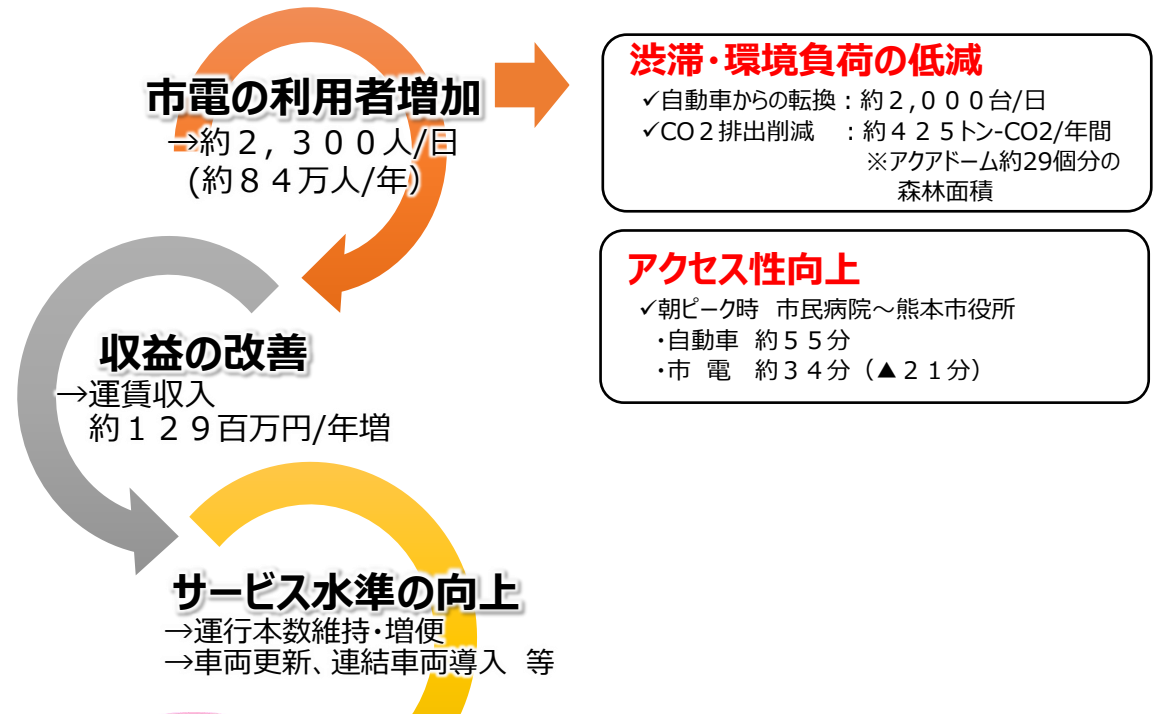 市電の利用者増加
→約２,３００人/日
(約８４万人/年)
渋滞・環境負荷の低減
✓自動車からの転換：約２,０００台/日
✓CO２排出削減　：約４２５トン-CO2/年間
※アクアドーム約29個分の
森林面積
アクセス性向上
✓朝ピーク時　市民病院～熊本市役所
・自動車　約５５分
・市　電　約３４分（▲２１分）
収益の改善
→運賃収入
約１２９百万円/年増
サービス水準の向上
→運行本数維持・増便
→車両更新、連結車両導入　等